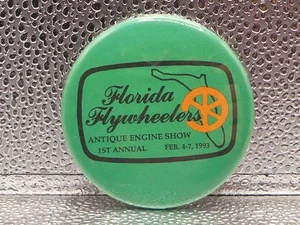 Florida
Flywheelers
ANTIQUE ENGINE SHOW
1ST ANNUAL FEB. 4-7, 1993